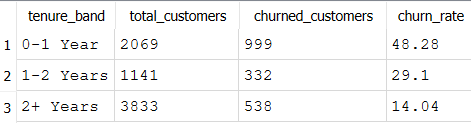 tenure_band total_customers churned_customers churn_rate
1 0-1 Year 2069 999 48.28
2 1-2 Years 1141 332 29.1
3 2+ Years 3833 538 14.04